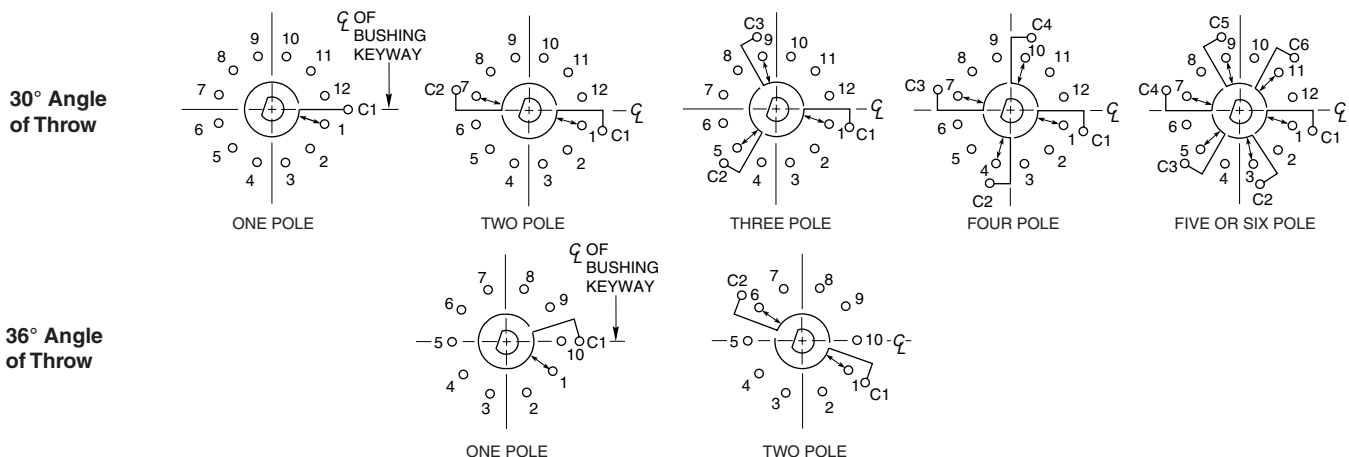 30° Angle
of Throw
℄ OF
BUSHING
KEYWAY
9 10
8 11
7 12
C1
6 1
5 2
4 3
ONE POLE
9 10
8 11
C2 7 12
℄
6 1 C1
5 2
4 3
TWO POLE
C3
9 10
8 11
7 12
℄
6 1 C1
5 2
C2
4 3
THREE POLE
C4
9 10
8 11
C3 7 12
℄
6 1 C1
5 2
4 3
C2
FOUR POLE
C5
9 10 C6
8 11
C4 7 12
℄
6 1 C1
5 2
C3 4 3
C2
FIVE OR SIX POLE
36° Angle
of Throw
℄ OF
BUSHING
KEYWAY
7 8
6 9
5 10 C1
4 1
3 2
ONE POLE
C2 7 8
6 9
5 10 ℄
4 1 C1
3 2
TWO POLE